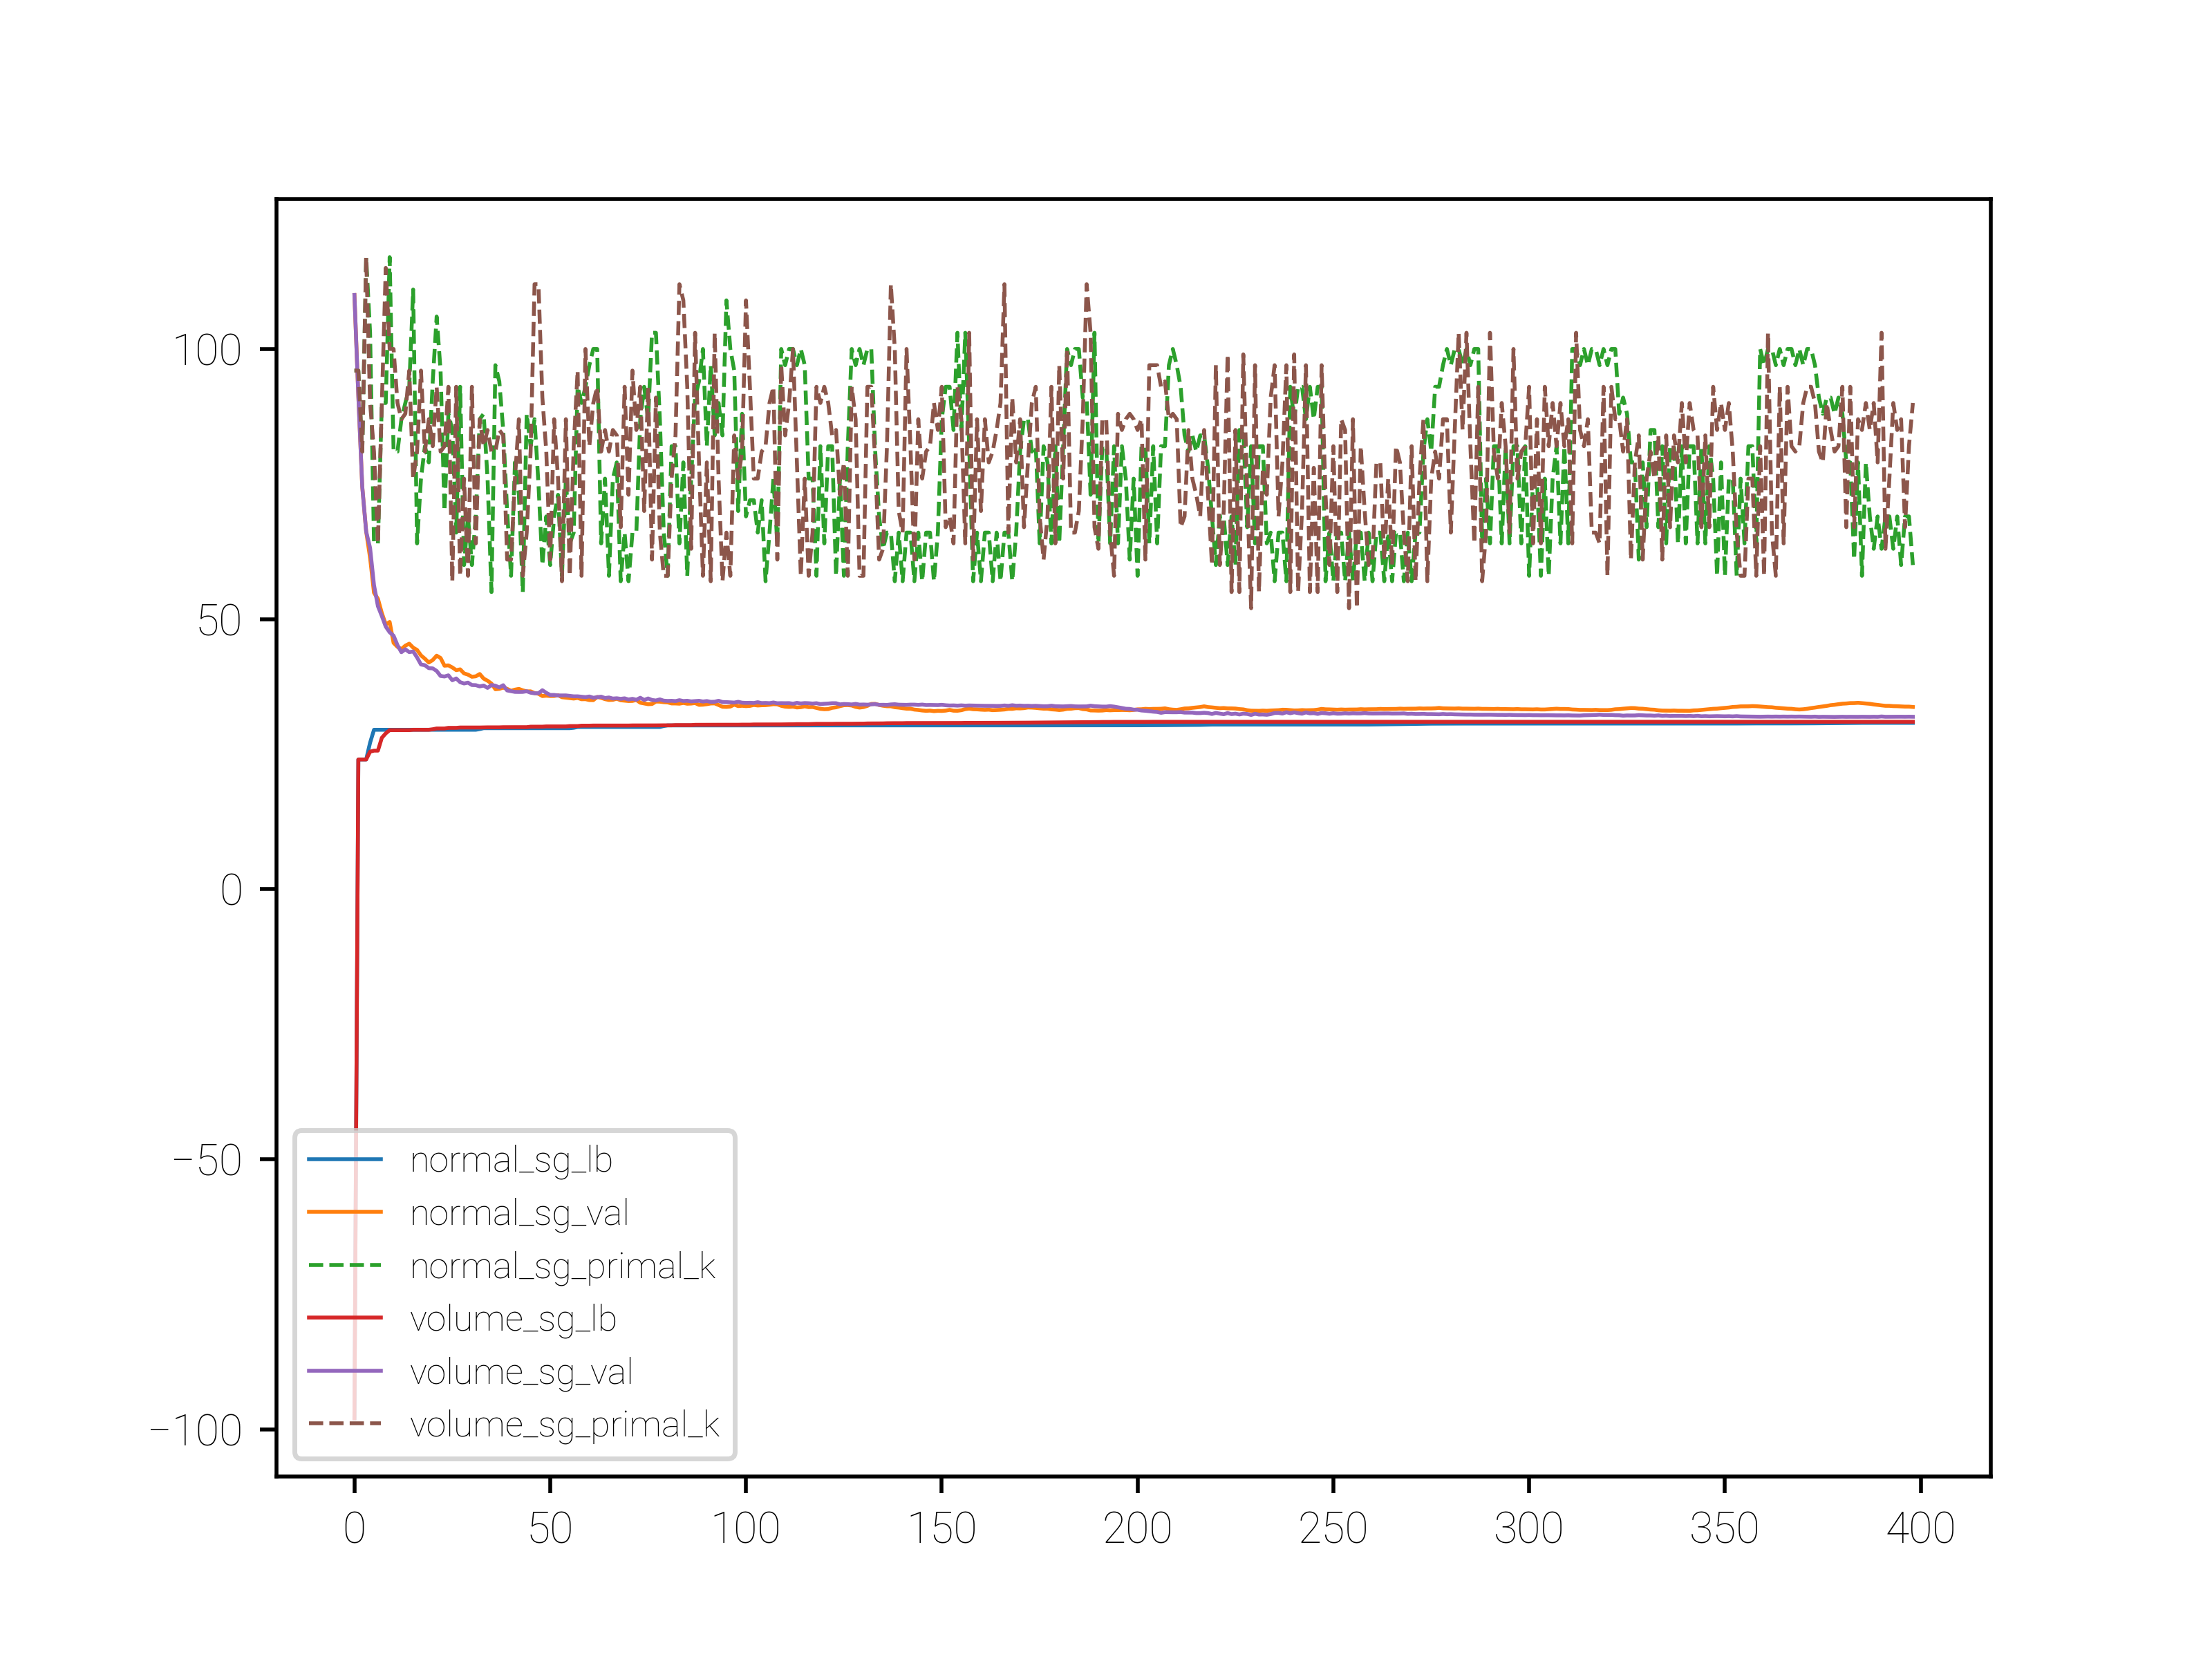 100
50
0
−50
−100
normal_sg_lb
normal_sg_val
normal_sg_primal_k
volume_sg_lb
volume_sg_val
volume_sg_primal_k
0 50 100 150 200 250 300 350 400